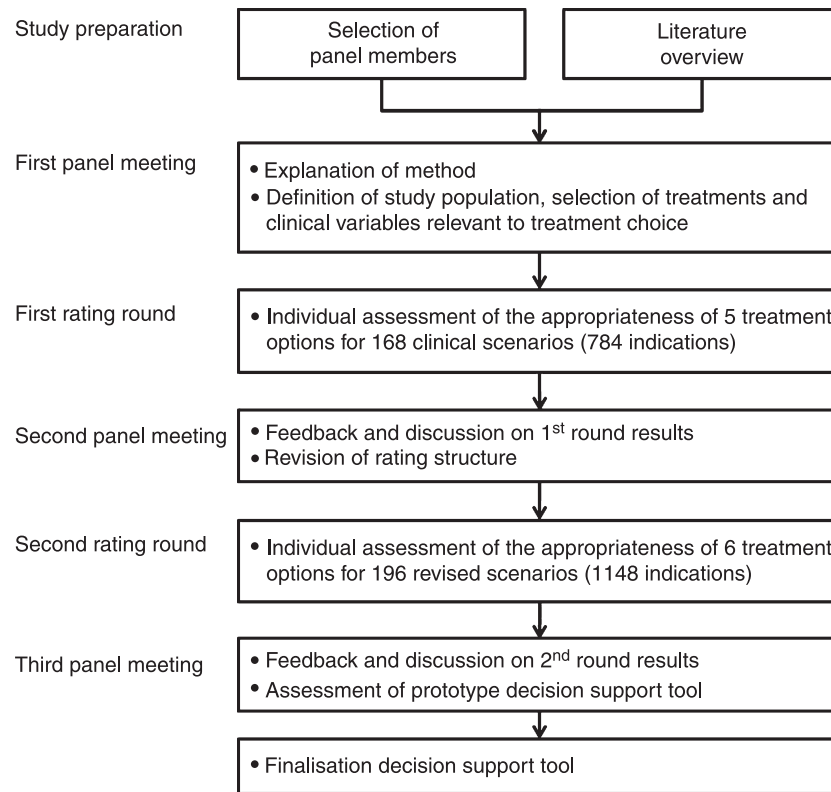 Study preparation
Selection of
panel members
Literature
overview
First panel meeting
• Explanation of method
• Definition of study population, selection of treatments and
clinical variables relevant to treatment choice
First rating round
• Individual assessment of the appropriateness of 5 treatment
options for 168 clinical scenarios (784 indications)
Second panel meeting
• Feedback and discussion on 1st round results
• Revision of rating structure
Second rating round
• Individual assessment of the appropriateness of 6 treatment
options for 196 revised scenarios (1148 indications)
Third panel meeting
• Feedback and discussion on 2nd round results
• Assessment of prototype decision support tool
• Finalisation decision support tool